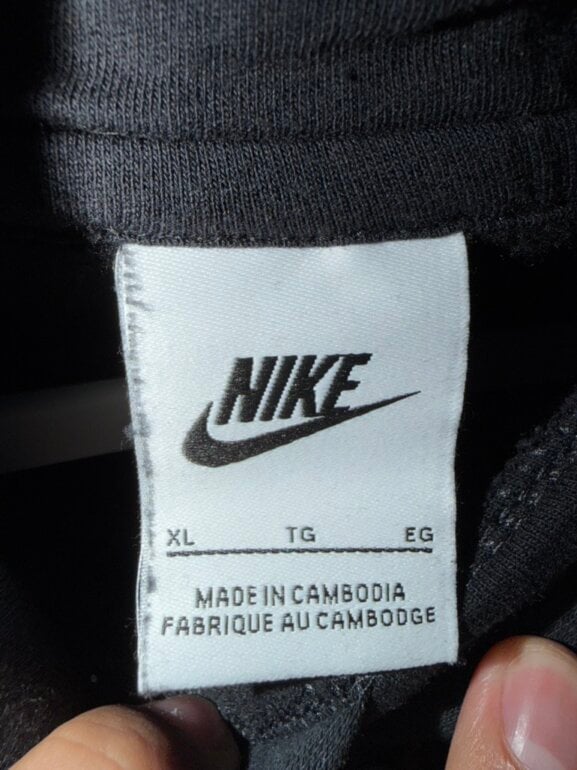 NIKE
XL TG EG
MADE IN CAMBODIA
FABRIQUE AU CAMBODGE